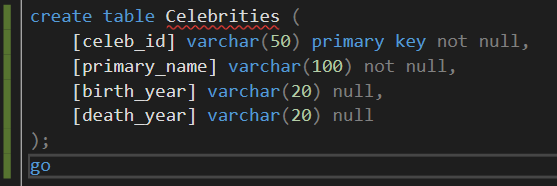 create table Celebrities (
    [celeb_id] varchar(50) primary key not null,
    [primary_name] varchar(100) not null,
    [birth_year] varchar(20) null,
    [death_year] varchar(20) null
);
go